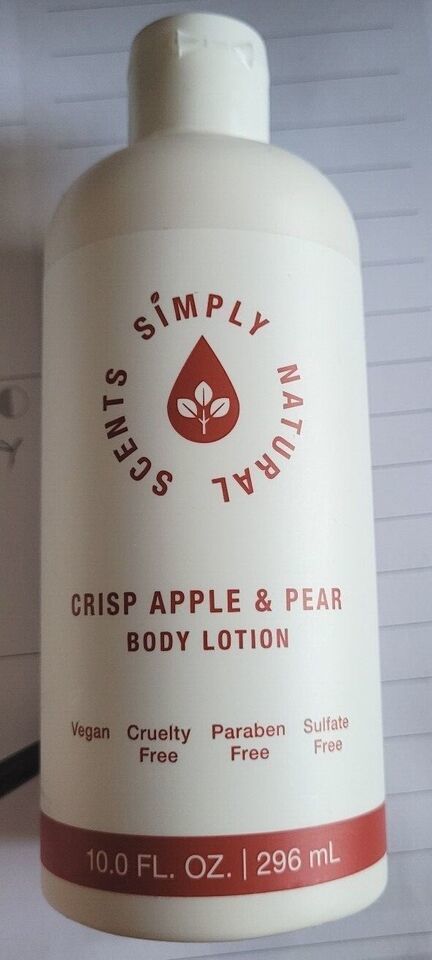 SIMPLY NATURAL SCENTS
CRISP APPLE & PEAR
BODY LOTION
Vegan Cruelty Free Paraben Free Sulfate Free
10.0 FL. OZ. | 296 mL